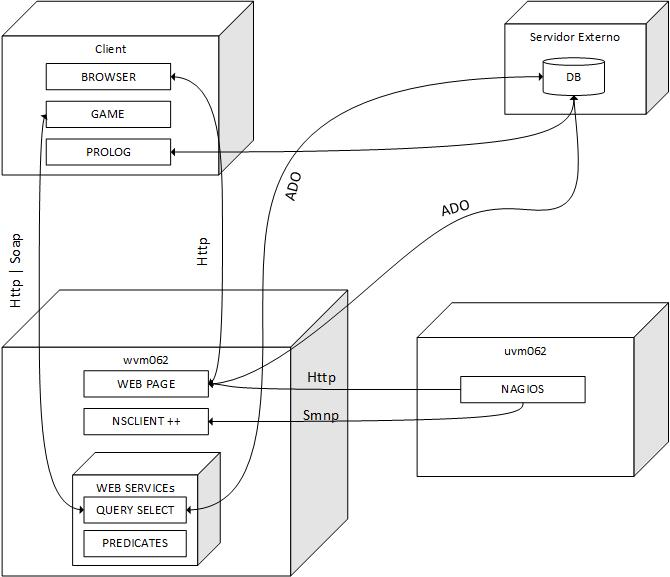 Client
BROWSER
GAME
PROLOG
Servidor Externo
DB
ADO
ADO
Http | Soap
Http
wvm062
WEB PAGE
NSCLIENT ++
WEB SERVICEs
QUERY SELECT
PREDICATES
Http
Smnp
uvm062
NAGIOS